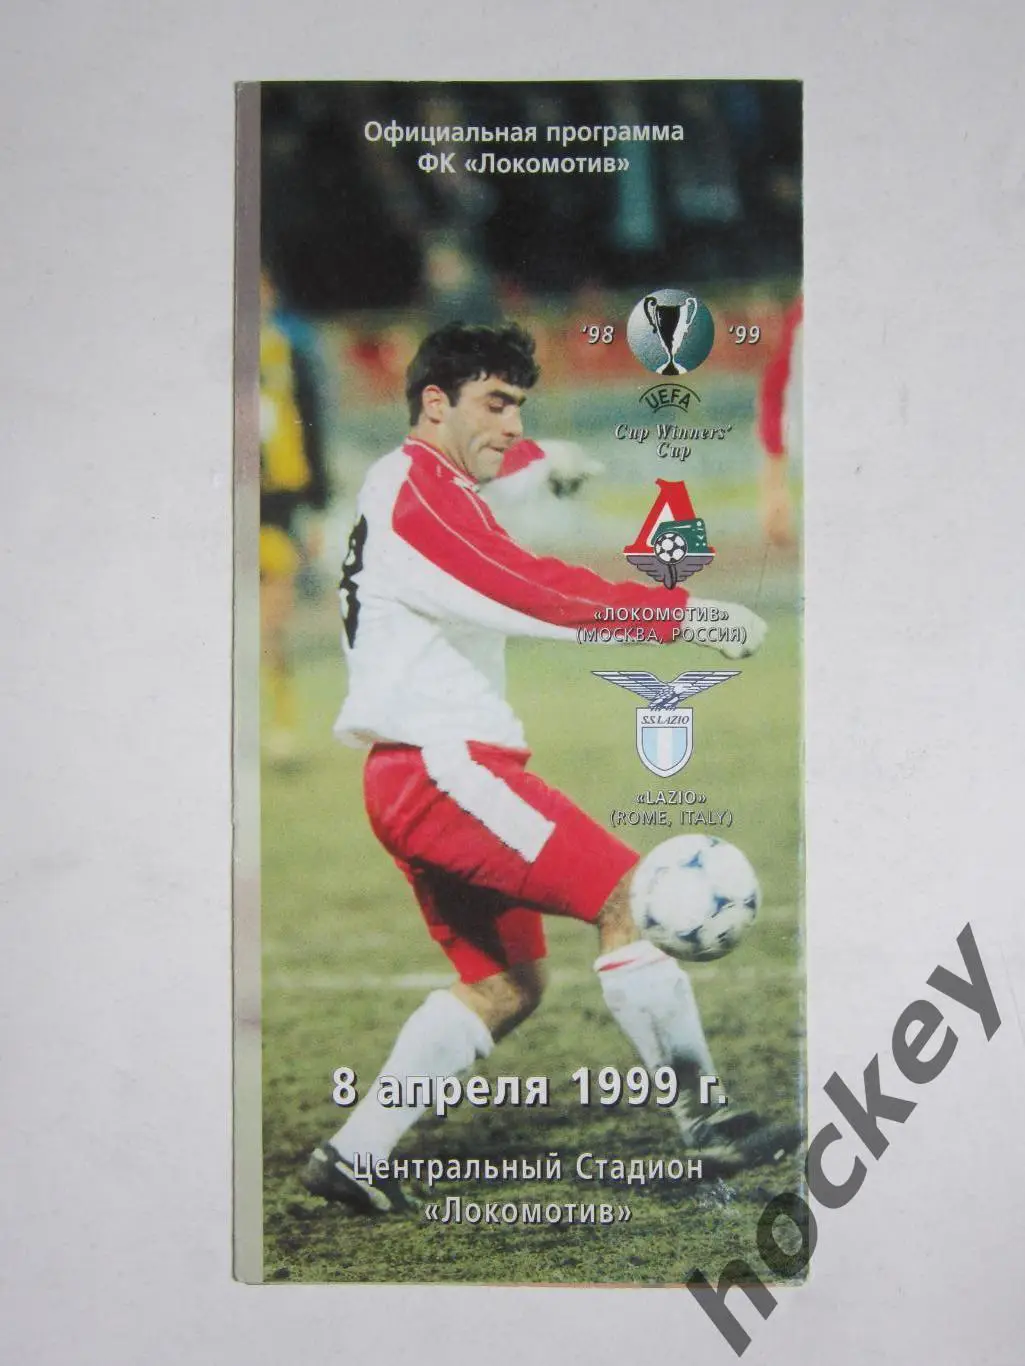 Официальная программа
ФК «Локомотив»
'98 '99
UEFA
Cup Winners'
Cup
«ЛОКОМОТИВ»
(МОСКВА, РОССИЯ)
S.S.LAZIO
«LAZIO»
(ROME, ITALY)
8 апреля 1999 г.
Центральный Стадион
«Локомотив»
hockey